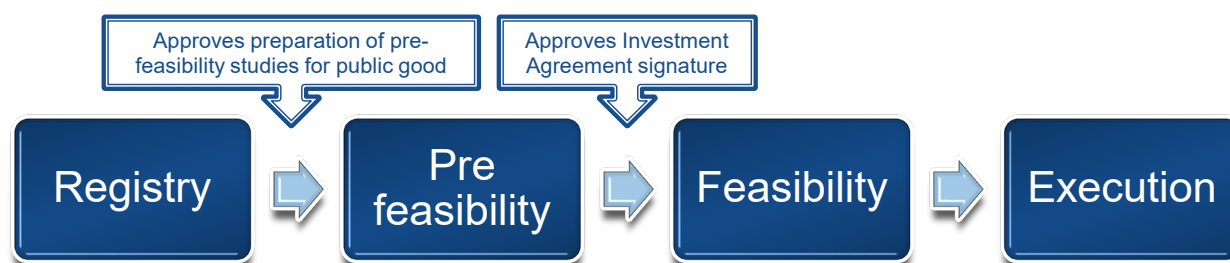 Approves preparation of pre-
feasibility studies for public good
Approves Investment
Agreement signature
Registry
Pre
feasibility
Feasibility
Execution